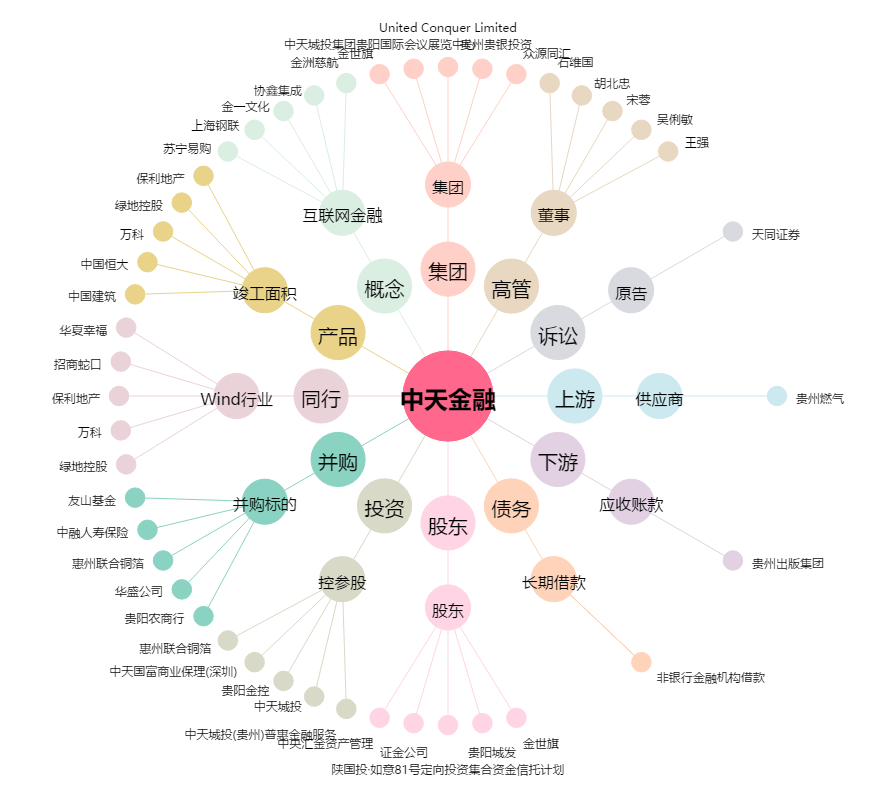 United Conquer Limited
中天城投集团贵阳国际会议展览中心
贵州贵银投资
金世旗
众源同汇
金洲慈航
石维国
协鑫集成
胡北忠
金一文化
宋蓉
上海钢联
吴俐敏
苏宁易购
王强
保利地产
集团
绿地控股
互联网金融
董事
万科
天同证券
中国恒大
集团
概念
高管
中国建筑
竣工面积
原告
华夏幸福
产品
诉讼
招商蛇口
保利地产
Wind行业
同行
中天金融
上游
供应商
贵州燃气
万科
绿地控股
并购
下游
友山基金
并购标的
投资
股东
债务
应收账款
中融人寿保险
惠州联合铜箔
贵州出版集团
华盛公司
控参股
长期借款
贵阳农商行
股东
惠州联合铜箔
中天国富商业保理(深圳)
非银行金融机构借款
贵阳金控
中天城投
中天城投(贵州)普惠金融服务
中央汇金资产管理
金世旗
证金公司
贵阳城发
陕国投·如意81号定向投资集合资金信托计划